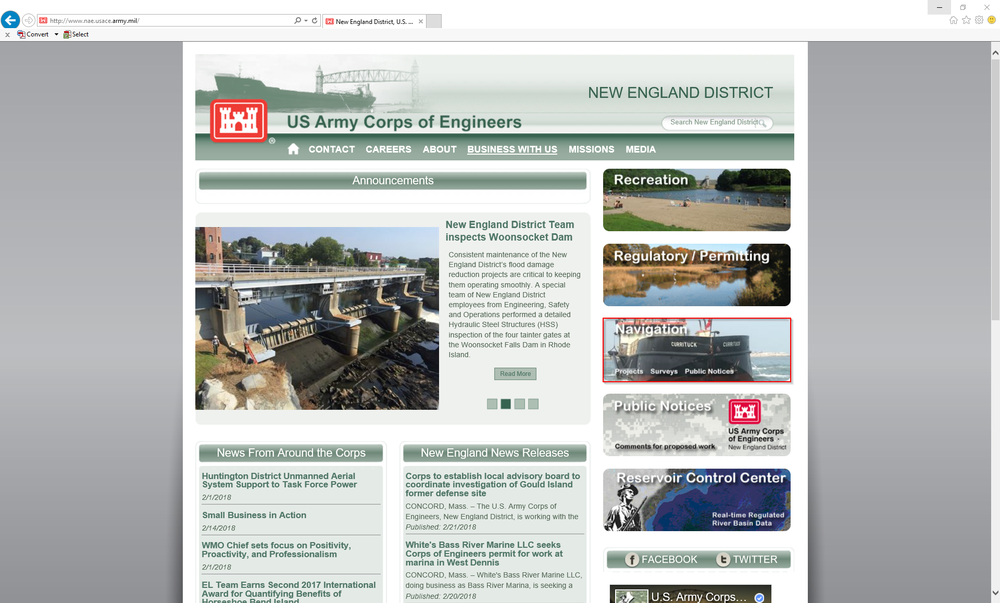 http://www.nae.usace.army.mil/
New England District, U.S. ...
x Convert Select
NEW ENGLAND DISTRICT
US Army Corps of Engineers
Search New England District
®
CONTACT CAREERS ABOUT BUSINESS WITH US MISSIONS MEDIA
Announcements
New England District Team
inspects Woonsocket Dam
Consistent maintenance of the New
England District's flood damage
reduction projects are critical to keeping
them operating smoothly. A special
team of New England District
employees from Engineering, Safety
and Operations performed a detailed
Hydraulic Steel Structures (HSS)
inspection of the four tainter gates at
the Woonsocket Falls Dam in Rhode
Island.
Read More
Recreation
Regulatory / Permitting
Navigation
CURRITUCK CURRITUCK
Projects Surveys Public Notices
Public Notices
US Army Corps
of Engineers ®
New England District
Comments for proposed work
Reservoir Control Center
Real-time Regulated
River Basin Data
FACEBOOK TWITTER
U.S. Army Corps...
News From Around the Corps
Huntington District Unmanned Aerial
System Support to Task Force Power
2/1/2018
Small Business in Action
2/14/2018
WMO Chief sets focus on Positivity,
Proactivity, and Professionalism
2/1/2018
EL Team Earns Second 2017 International
Award for Quantifying Benefits of
Horseshoe Bend Island
New England News Releases
Corps to establish local advisory board to
coordinate investigation of Gould Island
former defense site
CONCORD, Mass. – The U.S. Army Corps of
Engineers, New England District, is working with the
Published: 2/21/2018
White's Bass River Marine LLC seeks
Corps of Engineers permit for work at
marina in West Dennis
CONCORD, Mass. – White's Bass River Marine LLC,
doing business as Bass River Marina, is seeking a
Published: 2/20/2018